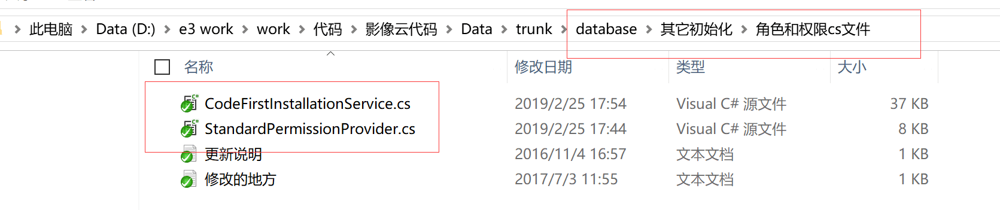 此电脑 > Data (D:) > e3 work > work > 代码 > 影像云代码 > Data > trunk > database > 其它初始化 > 角色和权限cs文件
名称 修改日期 类型 大小
CodeFirstInstallationService.cs 2019/2/25 17:54 Visual C# 源文件 37 KB
StandardPermissionProvider.cs 2019/2/25 17:44 Visual C# 源文件 8 KB
更新说明 2016/11/4 16:57 文本文档 1 KB
修改的地方 2017/7/3 11:55 文本文档 1 KB